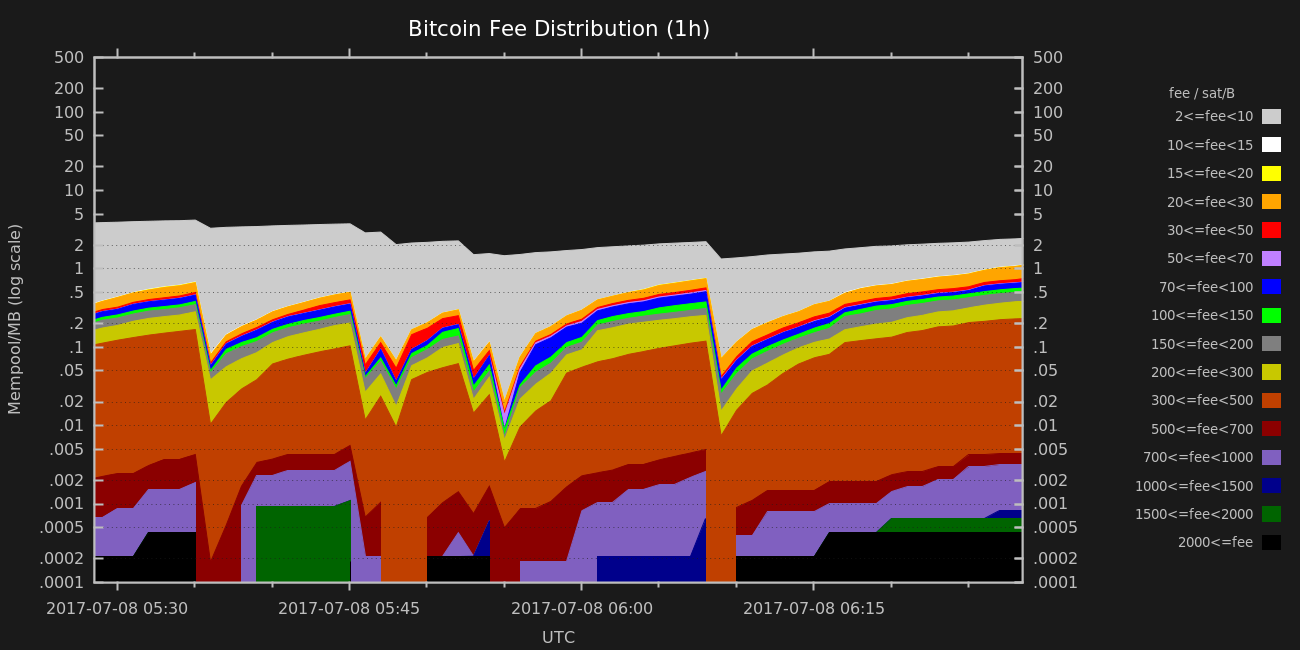 Bitcoin Fee Distribution (1h)
Mempool/MB (log scale)
500
200
100
50
20
10
5
2
1
.5
.2
.1
.05
.02
.01
.005
.002
.001
.0005
.0002
.0001
500
200
100
50
20
10
5
2
1
.5
.2
.1
.05
.02
.01
.005
.002
.001
.0005
.0002
.0001
2017-07-08 05:30 2017-07-08 05:45 2017-07-08 06:00 2017-07-08 06:15
UTC
fee / sat/B
2<=fee<10
10<=fee<15
15<=fee<20
20<=fee<30
30<=fee<50
50<=fee<70
70<=fee<100
100<=fee<150
150<=fee<200
200<=fee<300
300<=fee<500
500<=fee<700
700<=fee<1000
1000<=fee<1500
1500<=fee<2000
2000<=fee